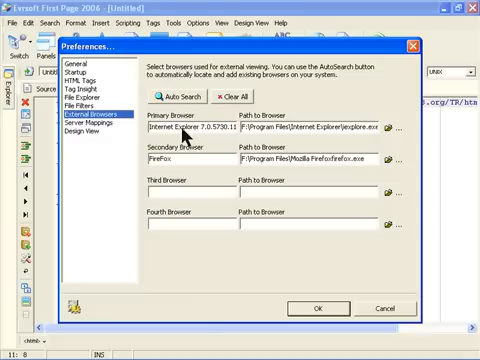 Evrsoft First Page 2006 - [Untitled]
File Edit Search Format Insert Scripting Tags Tools View Design View Help
Switch Panels
Explorer
UNIX
Source
3.org/TR/htm
Preferences...
General
Startup
HTML Tags
Tag Insight
File Explorer
File Filters
External Browsers
Server Mappings
Design View
Select browsers used for external viewing. You can use the AutoSearch button
to automatically locate and add existing browsers on your system.
Auto Search Clear All
Primary Browser Path to Browser
Internet Explorer 7.0.5730.11 F:\Program Files\Internet Explorer\iexplore.exe ...
Secondary Browser Path to Browser
FireFox F:\Program Files\Mozilla Firefoxfirefox.exe ...
Third Browser Path to Browser
...
Fourth Browser Path to Browser
...
OK Cancel
<html>
11: 8 INS